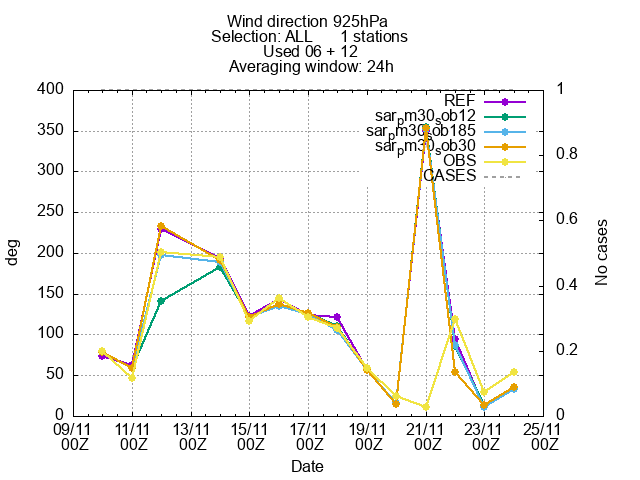 Wind direction 925hPa
Selection: ALL 1 stations
Used 06 + 12
Averaging window: 24h
400
350
300
250
200
150
100
50
0
1
0.8
0.6
0.4
0.2
0
deg
No cases
REF
sarpm30sob12
sarpm30sob185
sarpm30sob30
OBS
CASES
09/11 11/11 13/11 15/11 17/11 19/11 21/11 23/11 25/11
00Z 00Z 00Z 00Z 00Z 00Z 00Z 00Z 00Z
Date